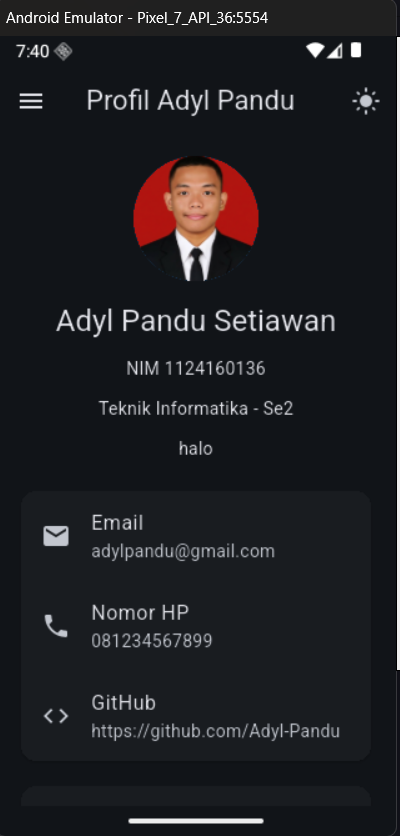 Android Emulator - Pixel_7_API_36:5554
7:40
Profil Adyl Pandu
Adyl Pandu Setiawan
NIM 1124160136
Teknik Informatika - Se2
halo
Email
adylpandu@gmail.com
Nomor HP
081234567899
GitHub
https://github.com/Adyl-Pandu